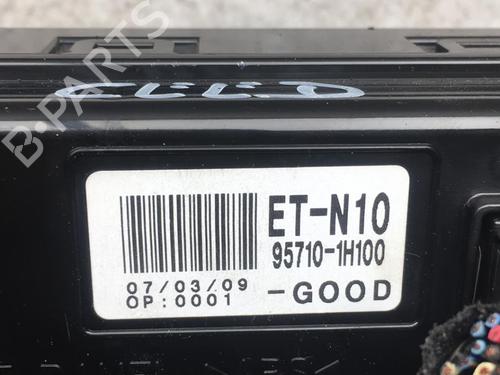 CEED
B-PARTS
ET-N10
95710-1H100
07/03/09
OP:0001
-GOOD